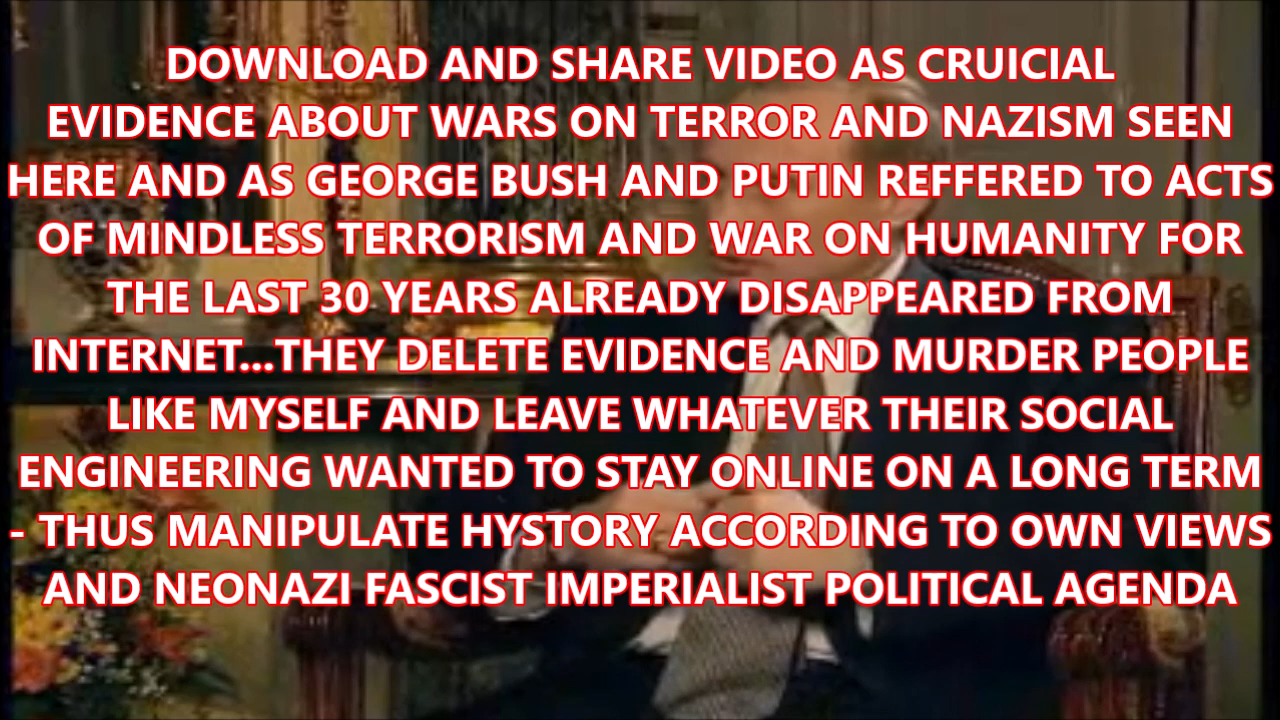 DOWNLOAD AND SHARE VIDEO AS CRUICIAL
EVIDENCE ABOUT WARS ON TERROR AND NAZISM SEEN
HERE AND AS GEORGE BUSH AND PUTIN REFFERED TO ACTS
OF MINDLESS TERRORISM AND WAR ON HUMANITY FOR
THE LAST 30 YEARS ALREADY DISAPPEARED FROM
INTERNET...THEY DELETE EVIDENCE AND MURDER PEOPLE
LIKE MYSELF AND LEAVE WHATEVER THEIR SOCIAL
ENGINEERING WANTED TO STAY ONLINE ON A LONG TERM
- THUS MANIPULATE HYSTORY ACCORDING TO OWN VIEWS
AND NEONAZI FASCIST IMPERIALIST POLITICAL AGENDA